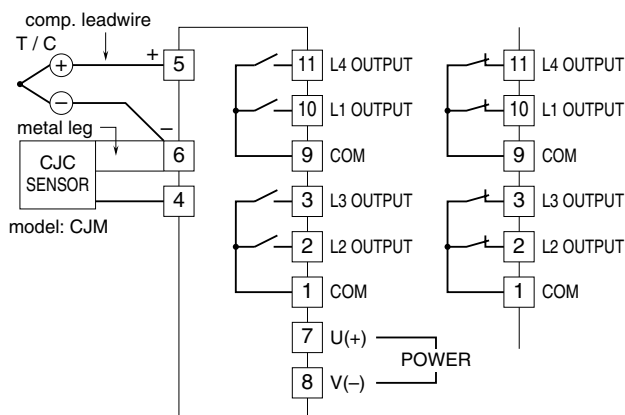 comp. leadwire
T / C
+
+
5
–
–
metal leg
6
CJC
SENSOR
4
model: CJM
11 L4 OUTPUT
10 L1 OUTPUT
9 COM
3 L3 OUTPUT
2 L2 OUTPUT
1 COM
7 U(+)
POWER
8 V(–)
11 L4 OUTPUT
10 L1 OUTPUT
9 COM
3 L3 OUTPUT
2 L2 OUTPUT
1 COM